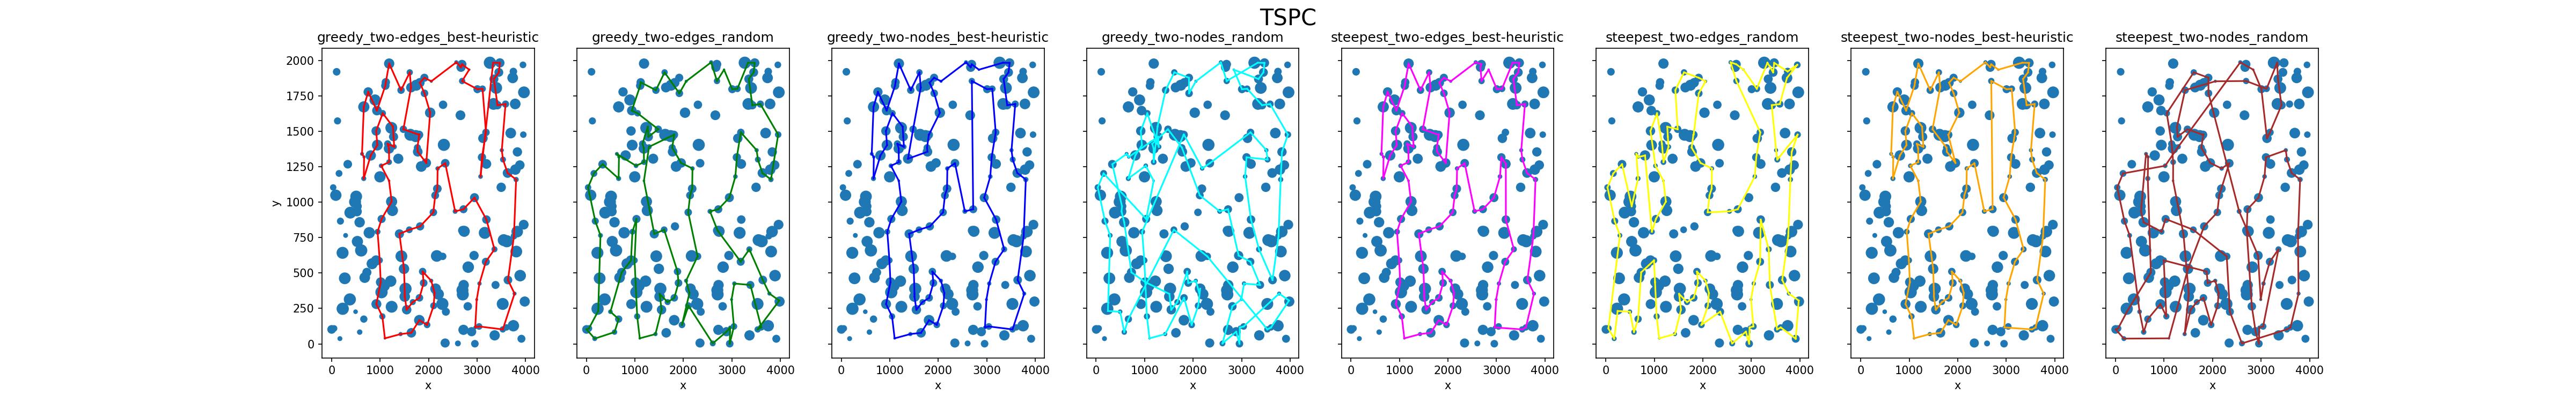 TSPC
greedy_two-edges_best-heuristic
greedy_two-edges_random
greedy_two-nodes_best-heuristic
greedy_two-nodes_random
steepest_two-edges_best-heuristic
steepest_two-edges_random
steepest_two-nodes_best-heuristic
steepest_two-nodes_random
2000
1750
1500
1250
1000
750
500
250
0
y
0 1000 2000 3000 4000
0 1000 2000 3000 4000
0 1000 2000 3000 4000
0 1000 2000 3000 4000
0 1000 2000 3000 4000
0 1000 2000 3000 4000
0 1000 2000 3000 4000
0 1000 2000 3000 4000
x
x
x
x
x
x
x
x